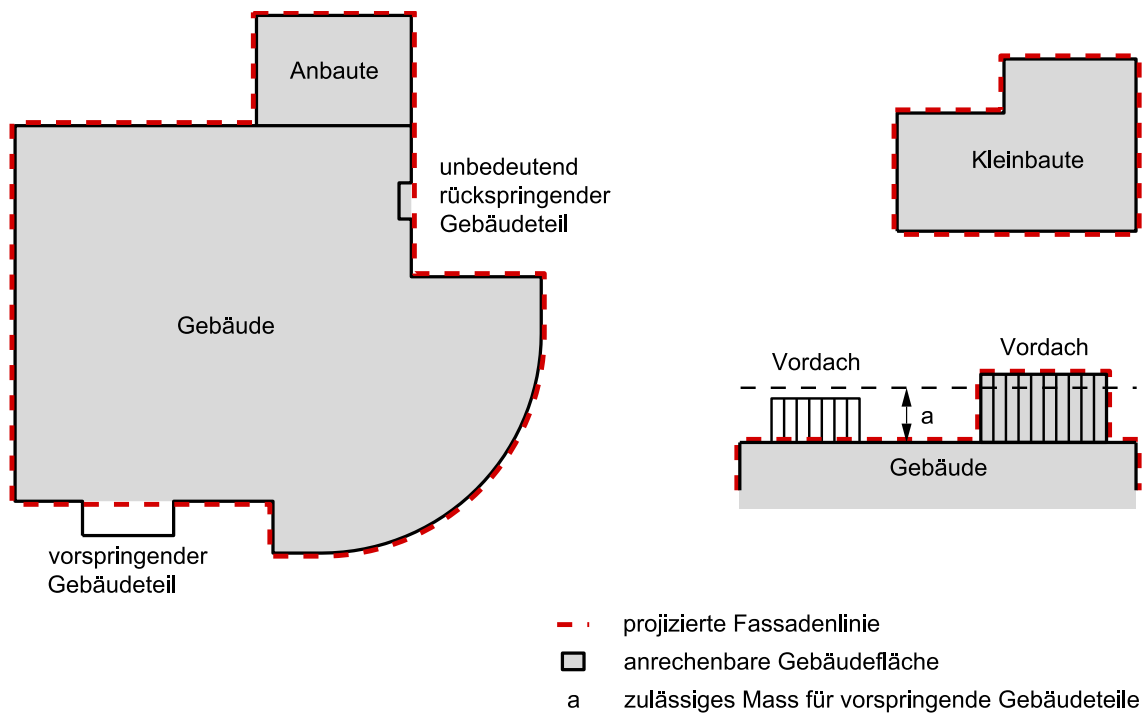 Anbaute
unbedeutend
rückspringender
Gebäudeteil
Gebäude
vorspringender
Gebäudeteil
Kleinbaute
Vordach
Vordach
a
Gebäude
projizierte Fassadenlinie
anrechenbare Gebäudefläche
a zulässiges Mass für vorspringende Gebäudeteile